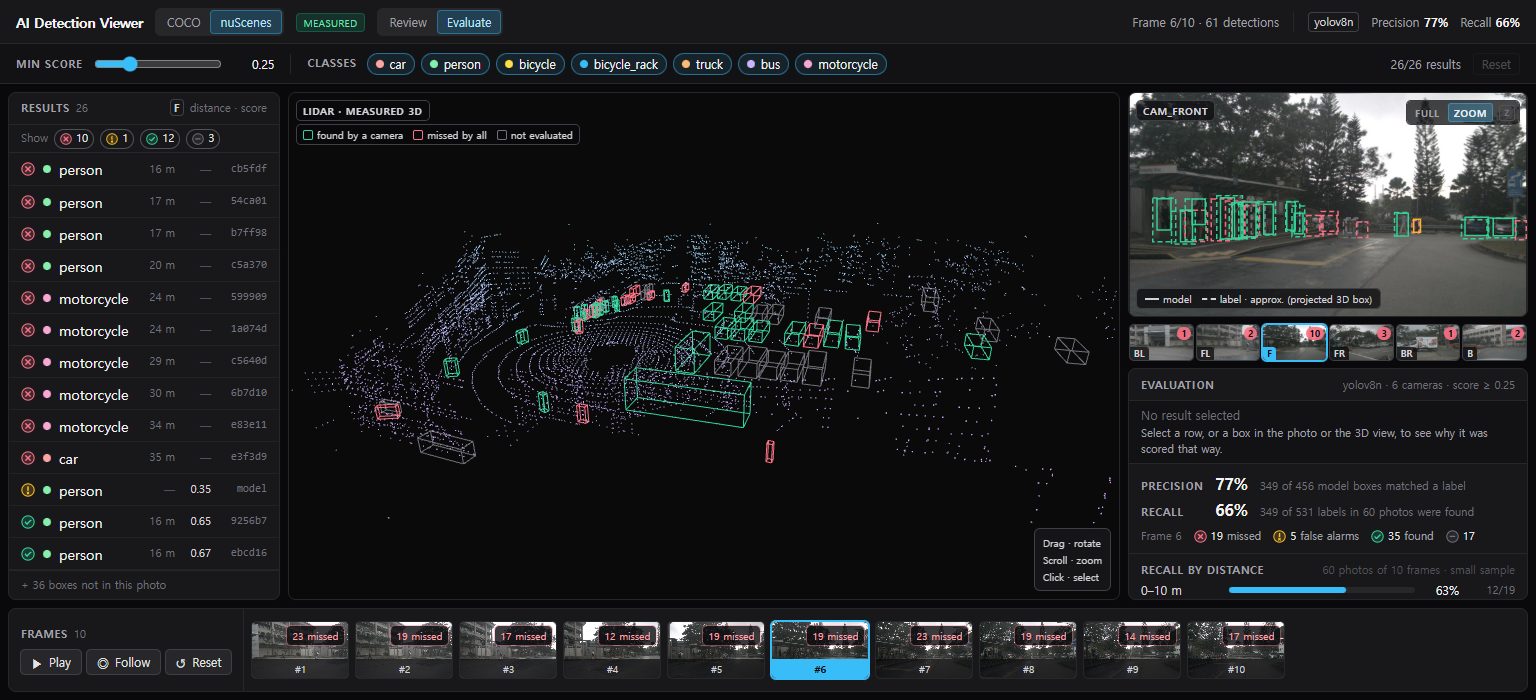 AI Detection Viewer COCO nuScenes MEASURED Review Evaluate Frame 6/10 · 61 detections yolov8n Precision 77% Recall 66%
MIN SCORE 0.25 CLASSES car person bicycle bicycle_rack truck bus motorcycle 26/26 results Reset
RESULTS 26 F distance · score
Show 10 1 12 3
person 16 m — cb5fdf
person 17 m — 54ca01
person 17 m — b7ff98
person 20 m — c5a370
motorcycle 24 m — 599909
motorcycle 24 m — 1a074d
motorcycle 29 m — c5640d
motorcycle 30 m — 6b7d10
motorcycle 34 m — e83e11
car 35 m — e3f3d9
person — 0.35 model
person 16 m 0.65 9256b7
person 16 m 0.67 ebcd16
+ 36 boxes not in this photo
LIDAR · MEASURED 3D
found by a camera missed by all not evaluated
Drag · rotate
Scroll · zoom
Click · select
CAM_FRONT FULL ZOOM Z
model label · approx. (projected 3D box)
1 2 10 3 1 2
BL FL F FR BR B
EVALUATION yolov8n · 6 cameras · score ≥ 0.25
No result selected
Select a row, or a box in the photo or the 3D view, to see why it was
scored that way.
PRECISION 77% 349 of 456 model boxes matched a label
RECALL 66% 349 of 531 labels in 60 photos were found
Frame 6 19 missed 5 false alarms 35 found 17
RECALL BY DISTANCE 60 photos of 10 frames · small sample
0–10 m 63% 12/19
FRAMES 10
Play Follow Reset
23 missed 19 missed 17 missed 12 missed 19 missed 19 missed 23 missed 19 missed 14 missed 17 missed
#1 #2 #3 #4 #5 #6 #7 #8 #9 #10